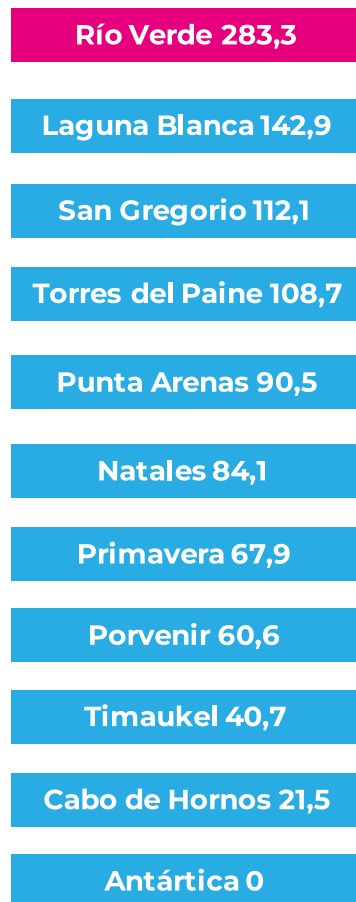 Río Verde 283,3
Laguna Blanca 142,9
San Gregorio 112,1
Torres del Paine 108,7
Punta Arenas 90,5
Natales 84,1
Primavera 67,9
Porvenir 60,6
Timaukel 40,7
Cabo de Hornos 21,5
Antártica 0